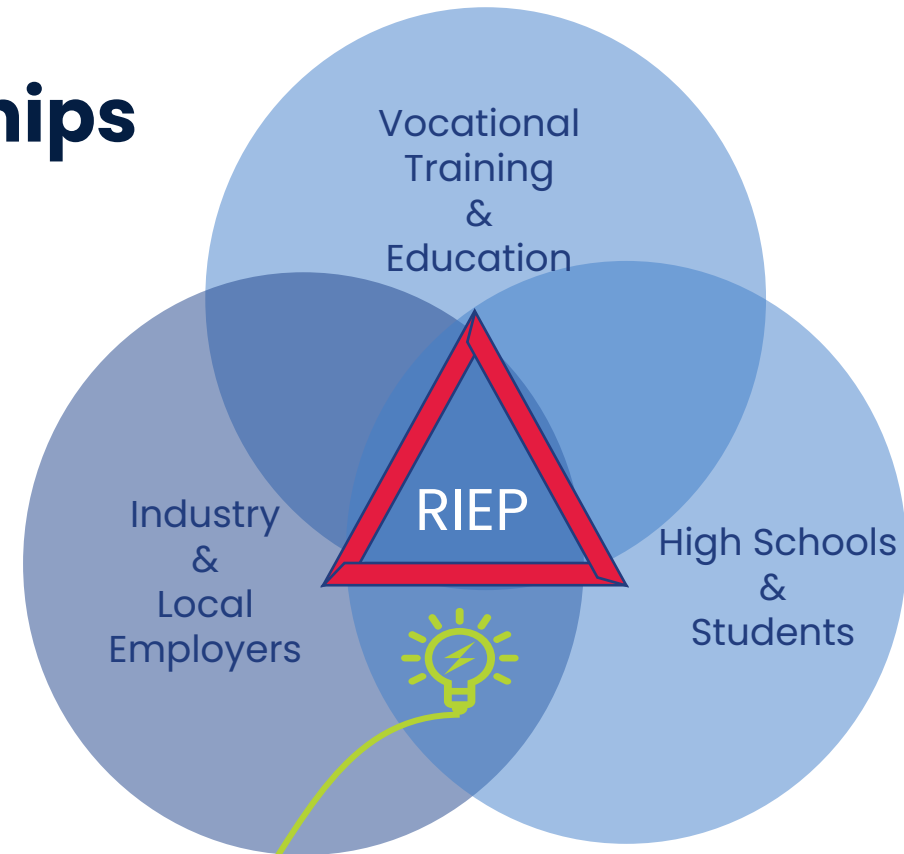 hips
Vocational
Training
&
Education
Industry
&
Local
Employers
RIEP
High Schools
&
Students